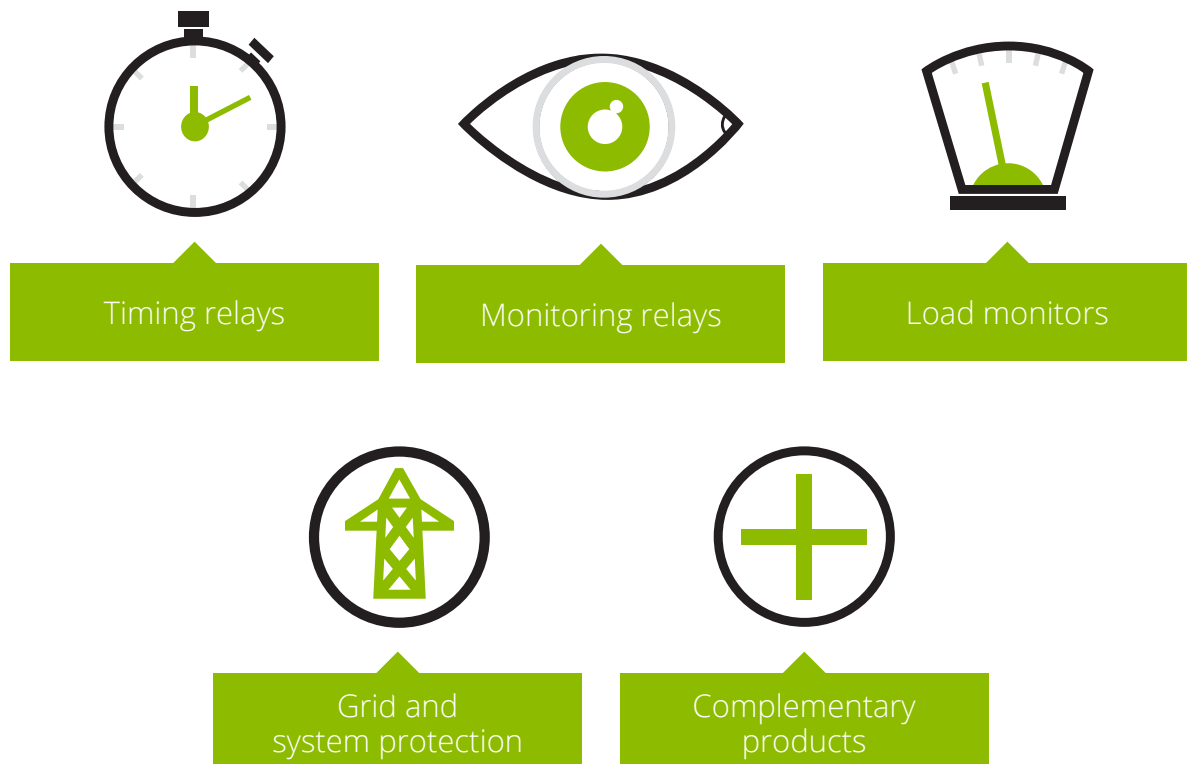 Timing relays
Monitoring relays
Load monitors
Grid and
system protection
Complementary
products